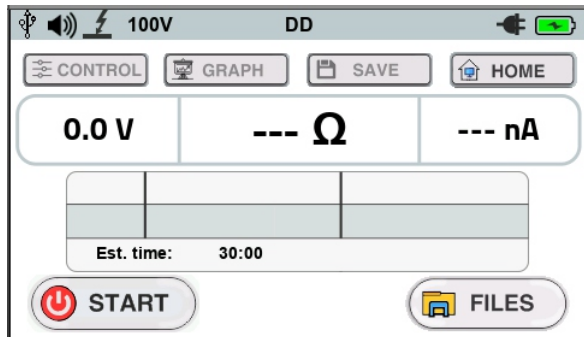 100V DD
CONTROL GRAPH SAVE HOME
0.0 V --- Ω --- nA
Est. time: 30:00
START FILES